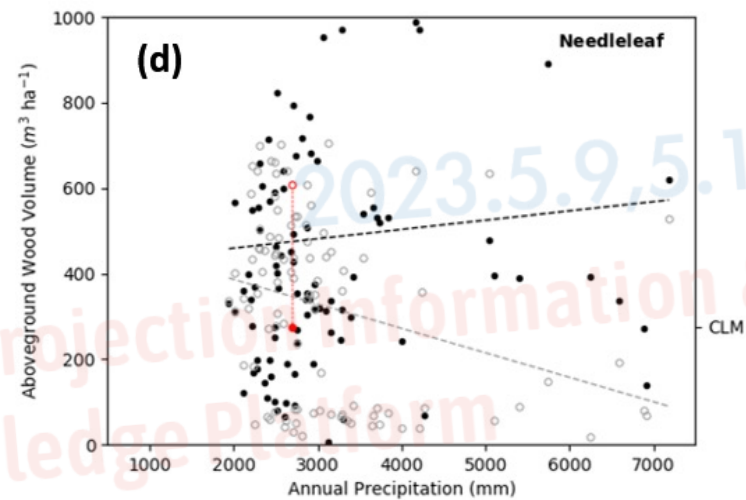 (d)
Needleleaf
Aboveground Wood Volume (m³ ha⁻¹)
1000
800
600
400
200
0
1000 2000 3000 4000 5000 6000 7000
Annual Precipitation (mm)
CLM
2023.5.9,5.1
rojection Information a
ledge Platform